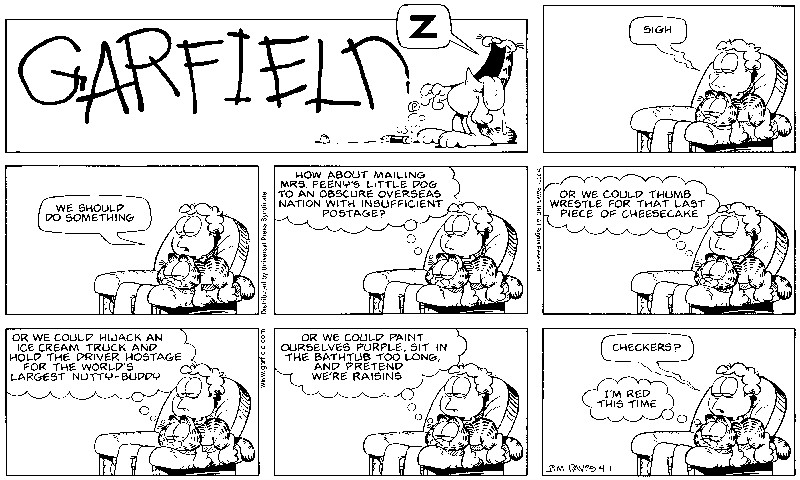 GARFIELD
Z
SIGH
WE SHOULD
DO SOMETHING
HOW ABOUT MAILING
MRS. FEENY'S LITTLE DOG
TO AN OBSCURE OVERSEAS
NATION WITH INSUFFICIENT
POSTAGE?
OR WE COULD THUMB
WRESTLE FOR THAT LAST
PIECE OF CHEESECAKE
OR WE COULD HIJACK AN
ICE CREAM TRUCK AND
HOLD THE DRIVER HOSTAGE
FOR THE WORLD'S
LARGEST NUTTY-BUDDY
OR WE COULD PAINT
OURSELVES PURPLE, SIT IN
THE BATHTUB TOO LONG,
AND PRETEND
WE'RE RAISINS
CHECKERS?
I'M RED
THIS TIME
JIM DAVIS 4-1